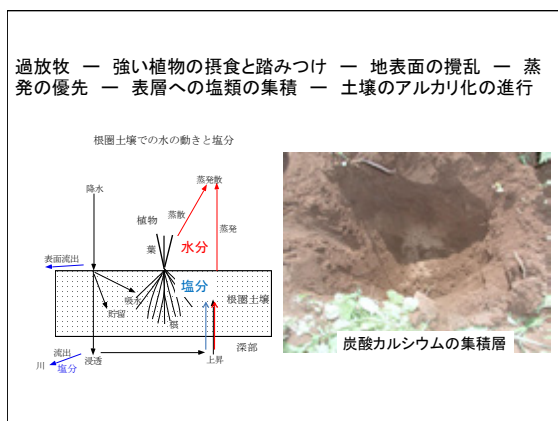 過放牧 ― 強い植物の摂食と踏みつけ ― 地表面の攪乱 ― 蒸
発の優先 ― 表層への塩類の集積 ― 土壌のアルカリ化の進行
根圏土壌での水の動きと塩分
蒸発散
降水
植物
蒸散
蒸発
葉
水分
表面流出
塩分
吸水
根圏土壌
貯留
根
深部
流出
浸透
上昇
川
塩分
炭酸カルシウムの集積層